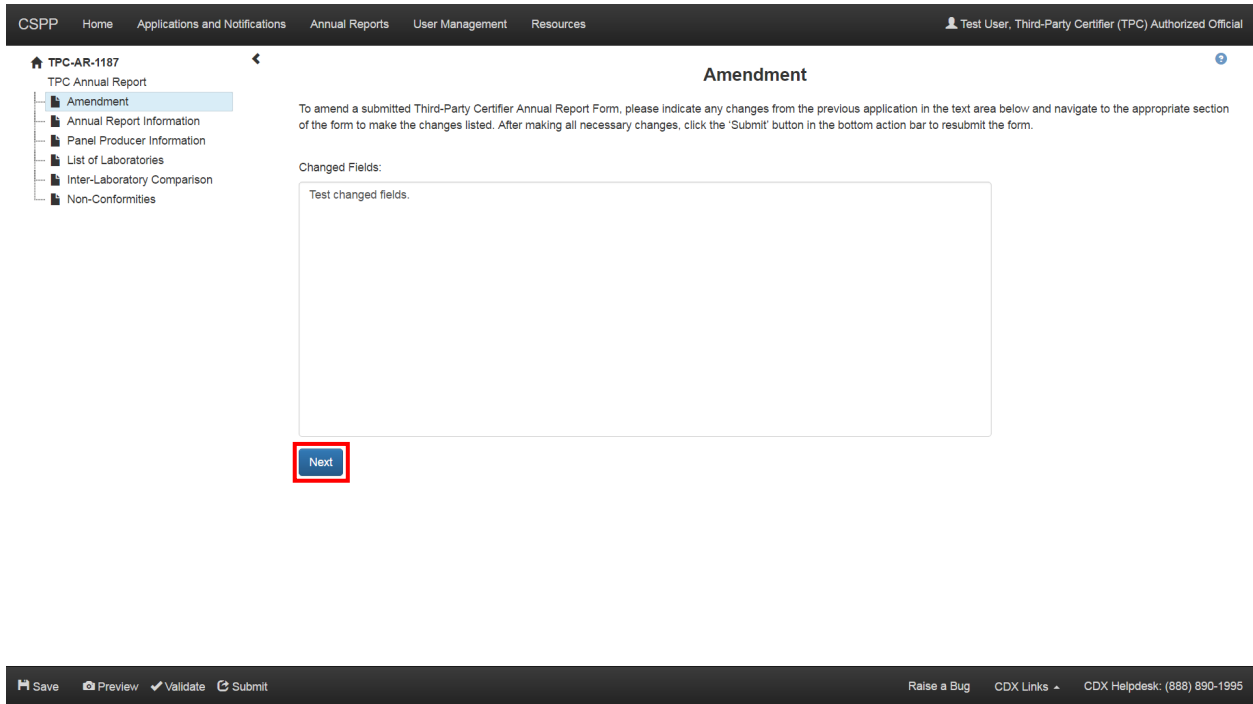 CSPP Home Applications and Notifications Annual Reports User Management Resources Test User, Third-Party Certifier (TPC) Authorized Official
TPC-AR-1187
TPC Annual Report
Amendment
Annual Report Information
Panel Producer Information
List of Laboratories
Inter-Laboratory Comparison
Non-Conformities
Amendment
To amend a submitted Third-Party Certifier Annual Report Form, please indicate any changes from the previous application in the text area below and navigate to the appropriate section
of the form to make the changes listed. After making all necessary changes, click the 'Submit' button in the bottom action bar to resubmit the form.
Changed Fields:
Test changed fields.
Next
Save Preview Validate Submit Raise a Bug CDX Links CDX Helpdesk: (888) 890-1995